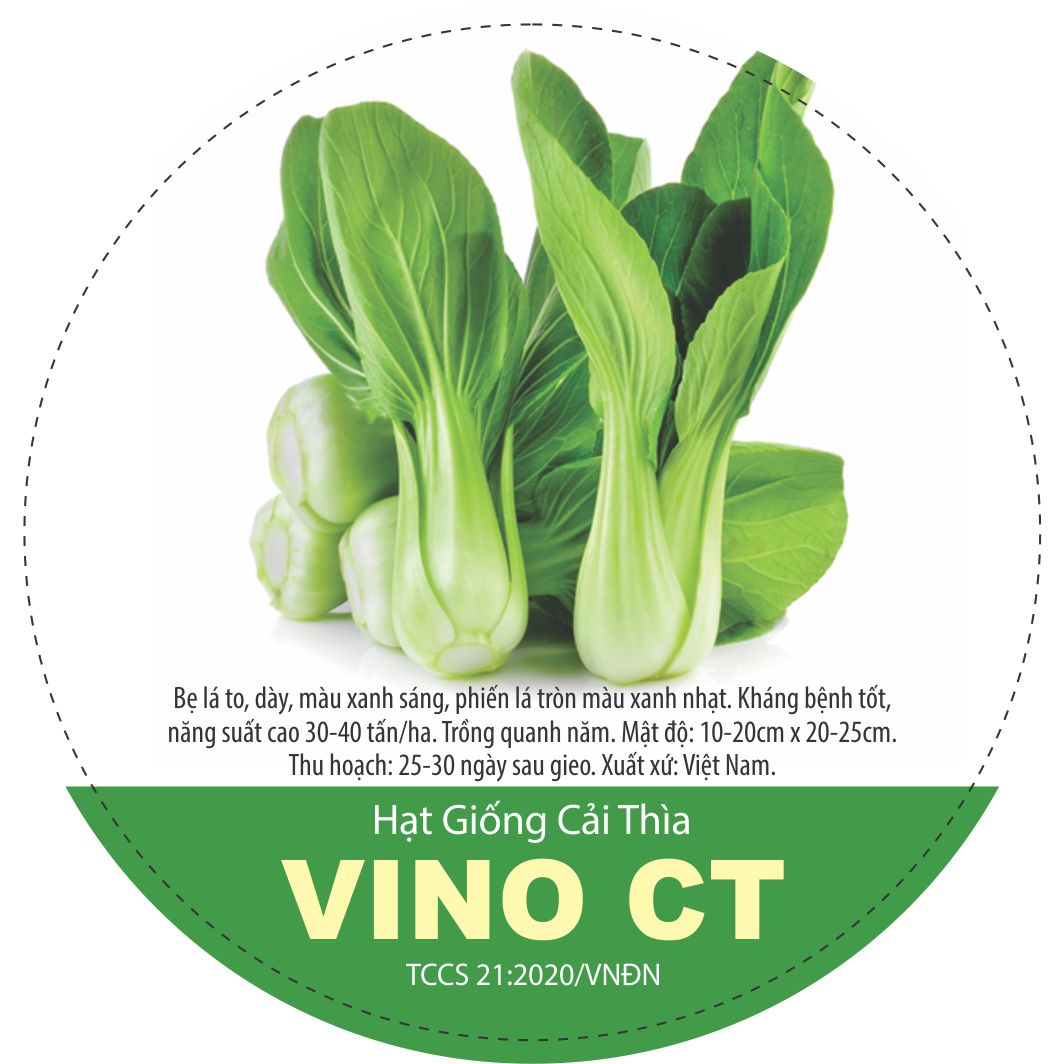 Bẹ lá to, dày, màu xanh sáng, phiến lá tròn màu xanh nhạt. Kháng bệnh tốt,
năng suất cao 30-40 tấn/ha. Trồng quanh năm. Mật độ: 10-20cm x 20-25cm.
Thu hoạch: 25-30 ngày sau gieo. Xuất xứ: Việt Nam.
Hạt Giống Cải Thìa
VINO CT
TCCS 21:2020/VNĐN